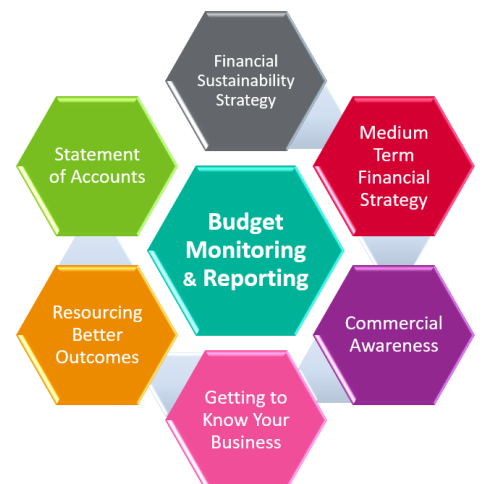 Financial
Sustainability
Strategy
Medium
Term
Financial
Strategy
Commercial
Awareness
Getting to
Know Your
Business
Resourcing
Better
Outcomes
Statement
of Accounts
Budget
Monitoring
& Reporting